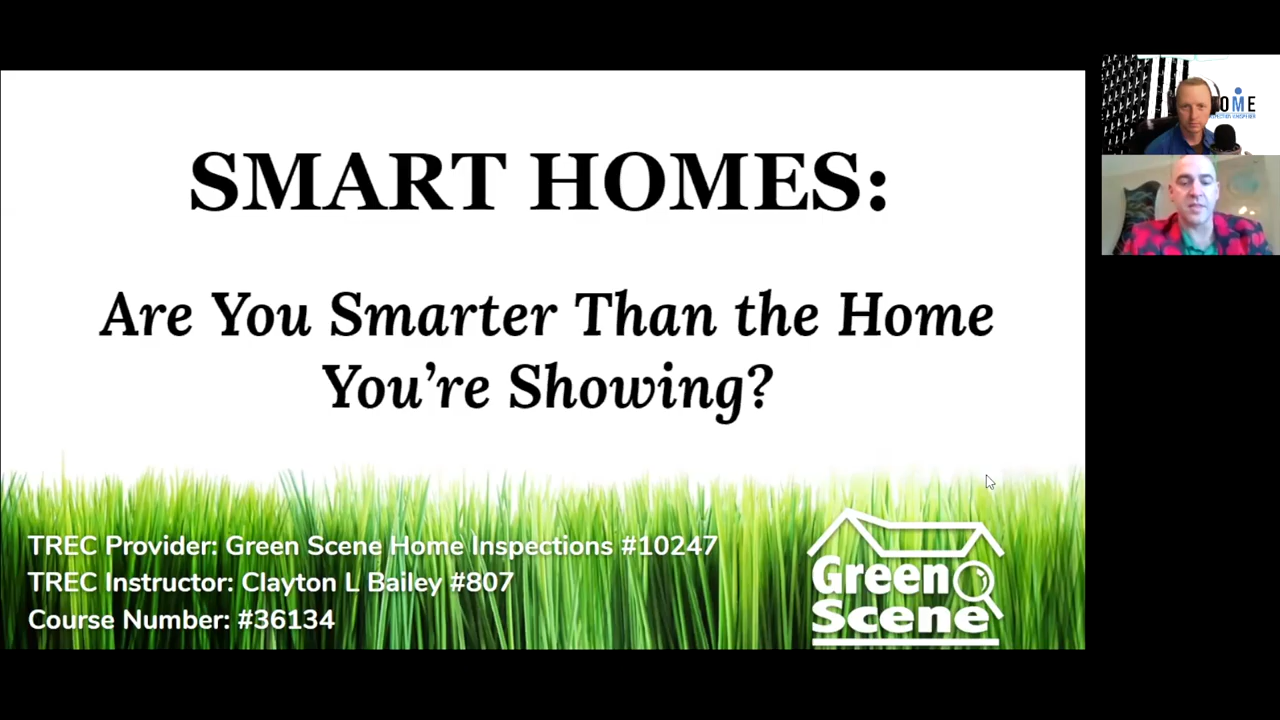 SMART HOMES:
Are You Smarter Than the Home
You're Showing?
TREC Provider: Green Scene Home Inspections #10247
TREC Instructor: Clayton L Bailey #807
Course Number: #36134
Green
Scene
OME